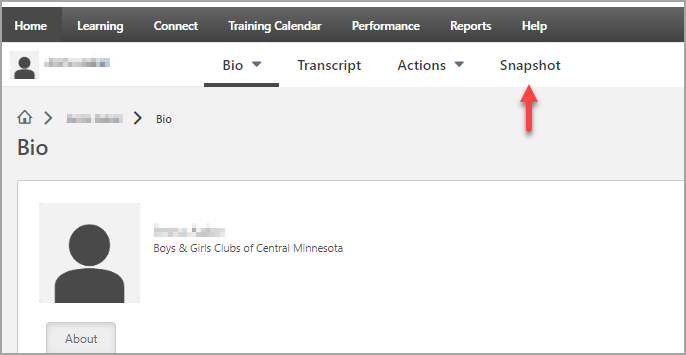 Home Learning Connect Training Calendar Performance Reports Help
Bio Transcript Actions Snapshot
Bio
Bio
Boys & Girls Clubs of Central Minnesota
About